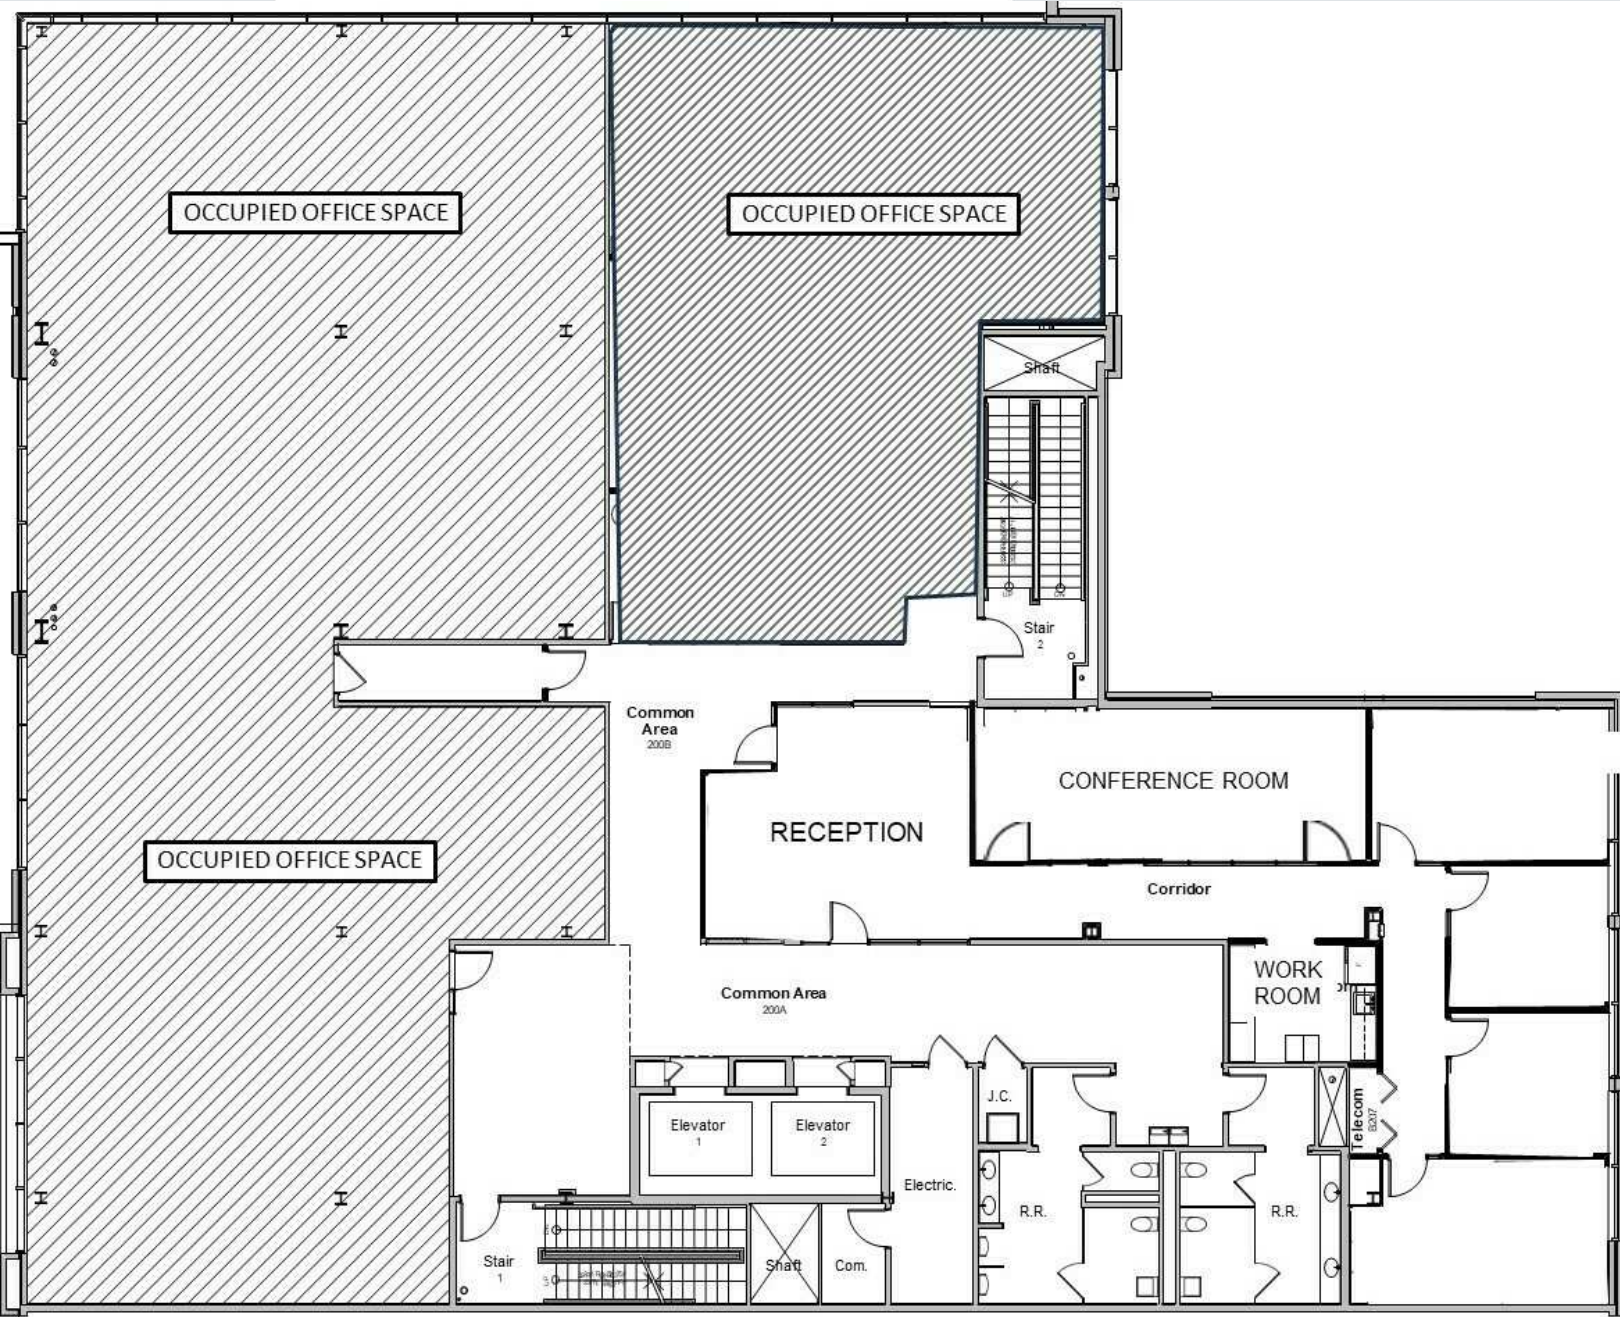 OCCUPIED OFFICE SPACE
OCCUPIED OFFICE SPACE
Shaft
Stair
2
Common
Area
200B
CONFERENCE ROOM
RECEPTION
OCCUPIED OFFICE SPACE
Corridor
WORK
ROOM
Common Area
200A
J.C.
Telecom
B207
Elevator
1
Elevator
2
Electric.
R.R.
R.R.
Stair
1
Shaft
Com.